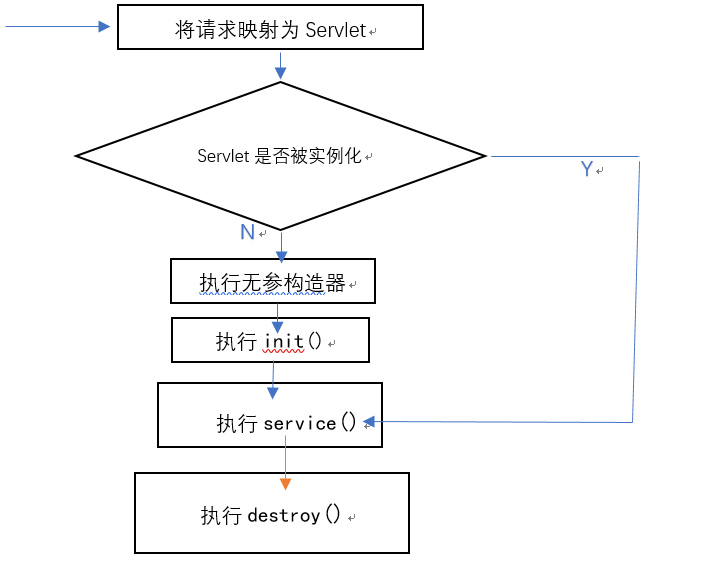 将请求映射为 Servlet
Servlet 是否被实例化
Y
N
执行无参构造器
执行 init()
执行 service()
执行 destroy()